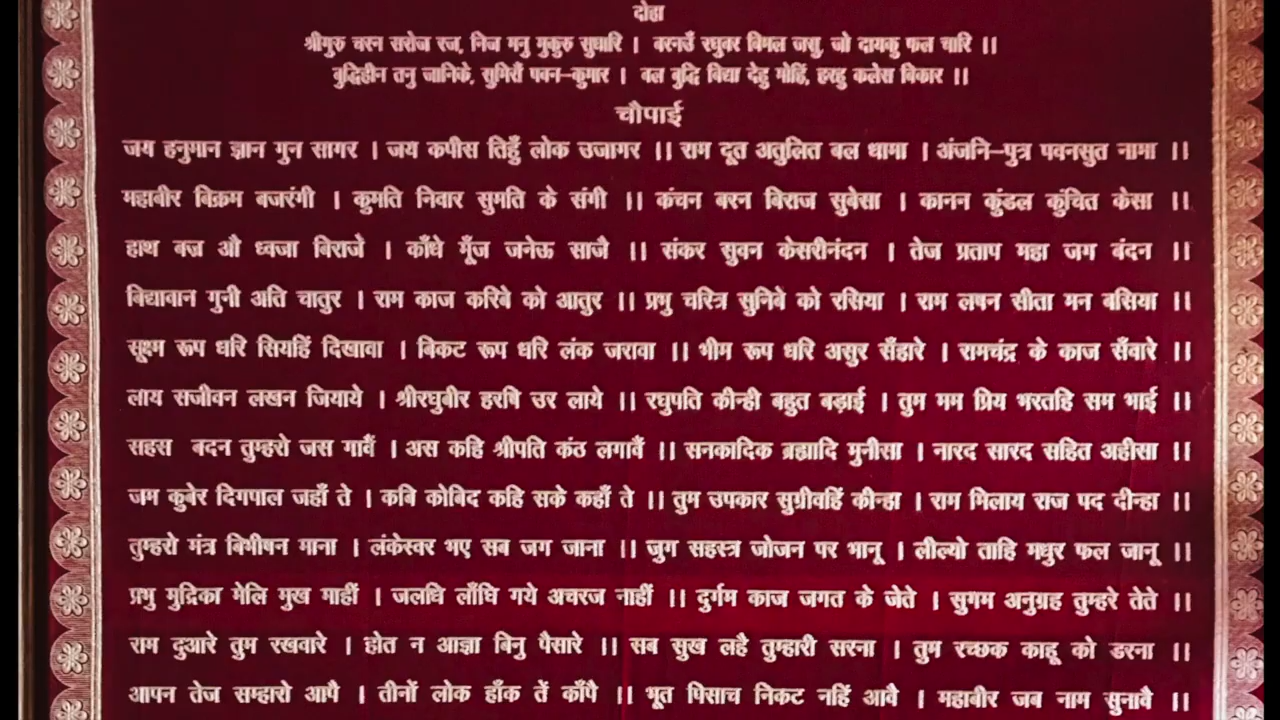 दोहा
श्रीगुरु चरन सरोज रज, निज मनु मुकुरु सुधारि । बरनउँ रघुबर बिमल जसु, जो दायकु फल चारि ।।
बुद्धिहीन तनु जानिके, सुमिरौं पवन-कुमार । बल बुद्धि बिद्या देहु मोहिं, हरहु कलेस बिकार ।।
चौपाई
जय हनुमान ज्ञान गुन सागर । जय कपीस तिहुँ लोक उजागर ।। राम दूत अतुलित बल धामा । अंजनि-पुत्र पवनसुत नामा ।।
महाबीर बिक्रम बजरंगी । कुमति निवार सुमति के संगी ।। कंचन बरन बिराज सुबेसा । कानन कुंडल कुंचित केसा ।।
हाथ बज्र औ ध्वजा बिराजे । काँधे मूँज जनेऊ साजै ।। संकर सुवन केसरीनंदन । तेज प्रताप महा जग बंदन ।।
बिद्यावान गुनी अति चातुर । राम काज करिबे को आतुर ।। प्रभु चरित्र सुनिबे को रसिया । राम लषन सीता मन बसिया ।।
सूक्ष्म रूप धरि सियहिं दिखावा । बिकट रूप धरि लंक जरावा ।। भीम रूप धरि असुर सँहारे । रामचंद्र के काज सँवारे ।।
लाय सजीवन लखन जियाये । श्रीरघुबीर हरषि उर लाये ।। रघुपति कीन्ही बहुत बड़ाई । तुम मम प्रिय भरतहि सम भाई ।।
सहस बदन तुम्हरो जस गावैं । अस कहि श्रीपति कंठ लगावैं ।। सनकादिक ब्रह्मादि मुनीसा । नारद सारद सहित अहीसा ।।
जम कुबेर दिगपाल जहाँ ते । कबि कोबिद कहि सके कहाँ ते ।। तुम उपकार सुग्रीवहिं कीन्हा । राम मिलाय राज पद दीन्हा ।।
तुम्हरो मंत्र बिभीषन माना । लंकेस्वर भए सब जग जाना ।। जुग सहस्त्र जोजन पर भानू । लील्यो ताहि मधुर फल जानू ।।
प्रभु मुद्रिका मेलि मुख माहीं । जलधि लाँघि गये अचरज नाहीं ।। दुर्गम काज जगत के जेते । सुगम अनुग्रह तुम्हरे तेते ।।
राम दुआरे तुम रखवारे । होत न आज्ञा बिनु पैसारे ।। सब सुख लहै तुम्हारी सरना । तुम रच्छक काहू को डरना ।।
आपन तेज सम्हारो आपै । तीनों लोक हाँक तें काँपै ।। भूत पिसाच निकट नहिं आवै । महाबीर जब नाम सुनावै ।।